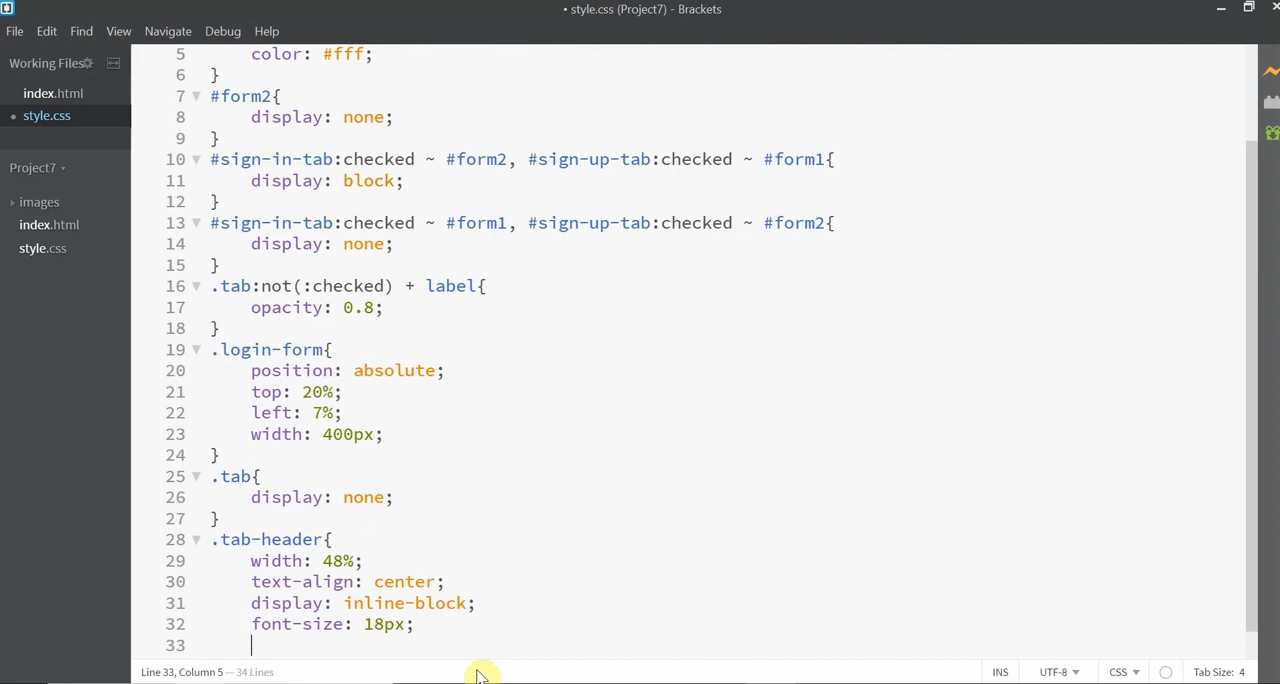 • style.css (Project7) - Brackets
File Edit Find View Navigate Debug Help
Working Files
index.html
• style.css
Project7
images
index.html
style.css
5 color: #fff;
6 }
7 #form2{
8 display: none;
9 }
10 #sign-in-tab:checked ~ #form2, #sign-up-tab:checked ~ #form1{
11 display: block;
12 }
13 #sign-in-tab:checked ~ #form1, #sign-up-tab:checked ~ #form2{
14 display: none;
15 }
16 .tab:not(:checked) + label{
17 opacity: 0.8;
18 }
19 .login-form{
20 position: absolute;
21 top: 20%;
22 left: 7%;
23 width: 400px;
24 }
25 .tab{
26 display: none;
27 }
28 .tab-header{
29 width: 48%;
30 text-align: center;
31 display: inline-block;
32 font-size: 18px;
33
Line 33, Column 5 — 34 Lines INS UTF-8 CSS Tab Size: 4